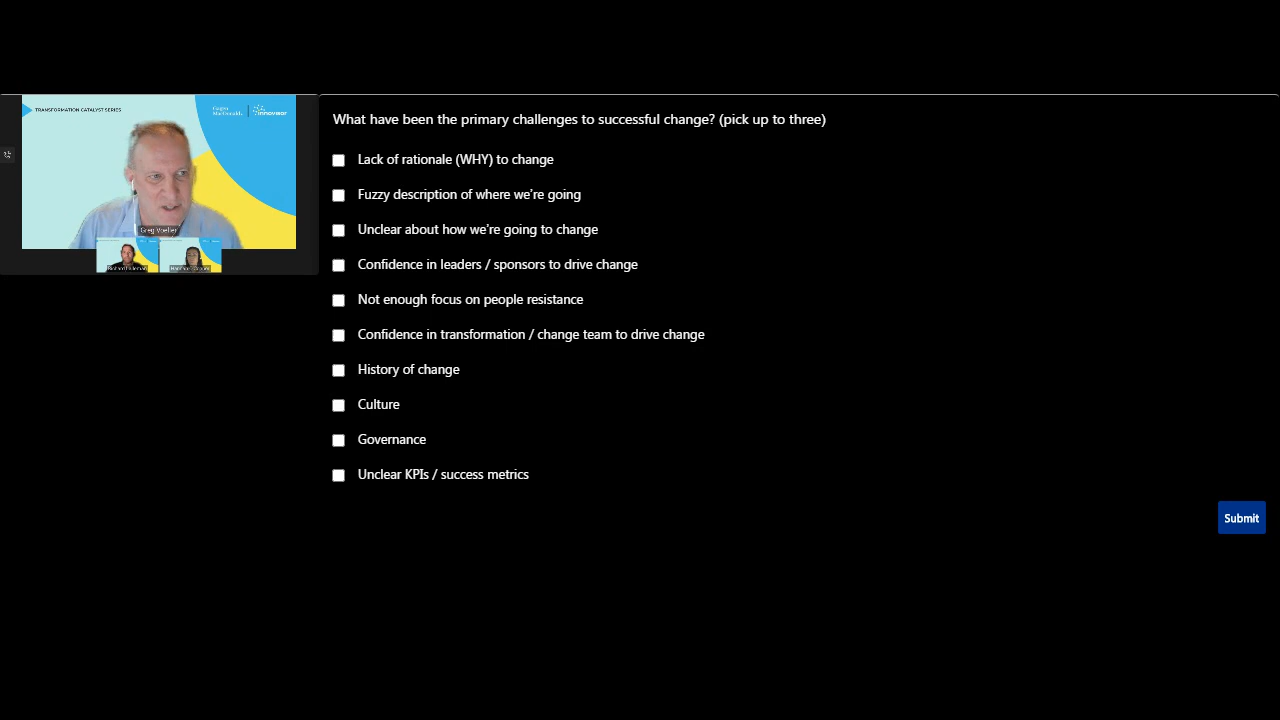 TRANSFORMATION CATALYST SERIES
innovisor
What have been the primary challenges to successful change? (pick up to three)
Lack of rationale (WHY) to change
Fuzzy description of where we're going
Unclear about how we're going to change
Greg Voeller
Confidence in leaders / sponsors to drive change
Not enough focus on people resistance
Confidence in transformation / change team to drive change
History of change
Culture
Governance
Unclear KPIs / success metrics
Submit